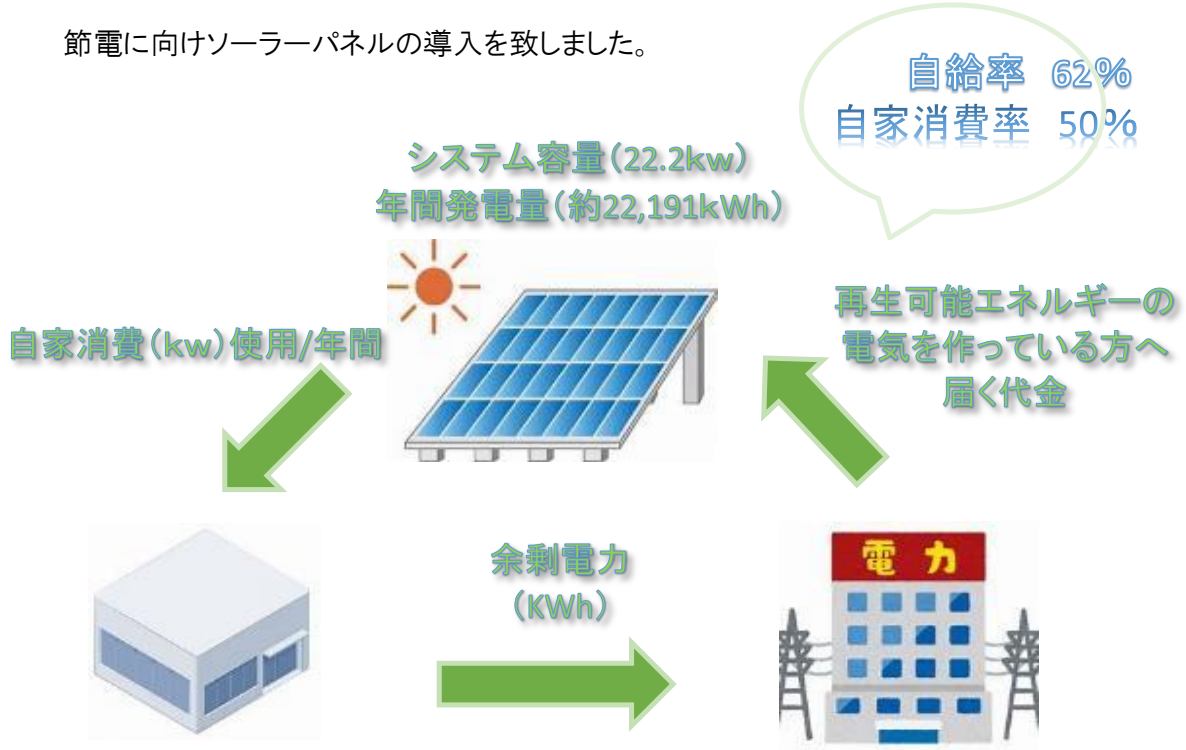 節電に向けソーラーパネルの導入を致しました。
自給率 62%
自家消費率 50%
システム容量(22.2kw)
年間発電量(約22,191kWh)
自家消費(kw)使用/年間
再生可能エネルギーの
電気を作っている方へ
届く代金
余剰電力
(KWh)
電力